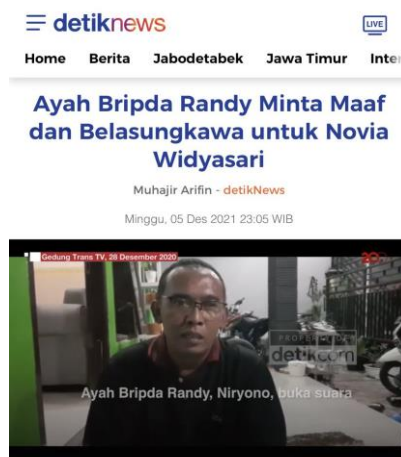 detiknews
LIVE
Home Berita Jabodetabek Jawa Timur Inte
Ayah Bripda Randy Minta Maaf
dan Belasungkawa untuk Novia
Widyasari
Muhajir Arifin - detikNews
Minggu, 05 Des 2021 23:05 WIB
Gedung Trans TV, 28 Desember 2020
20
detikcom
Ayah Bripda Randy, Niryono, buka suara